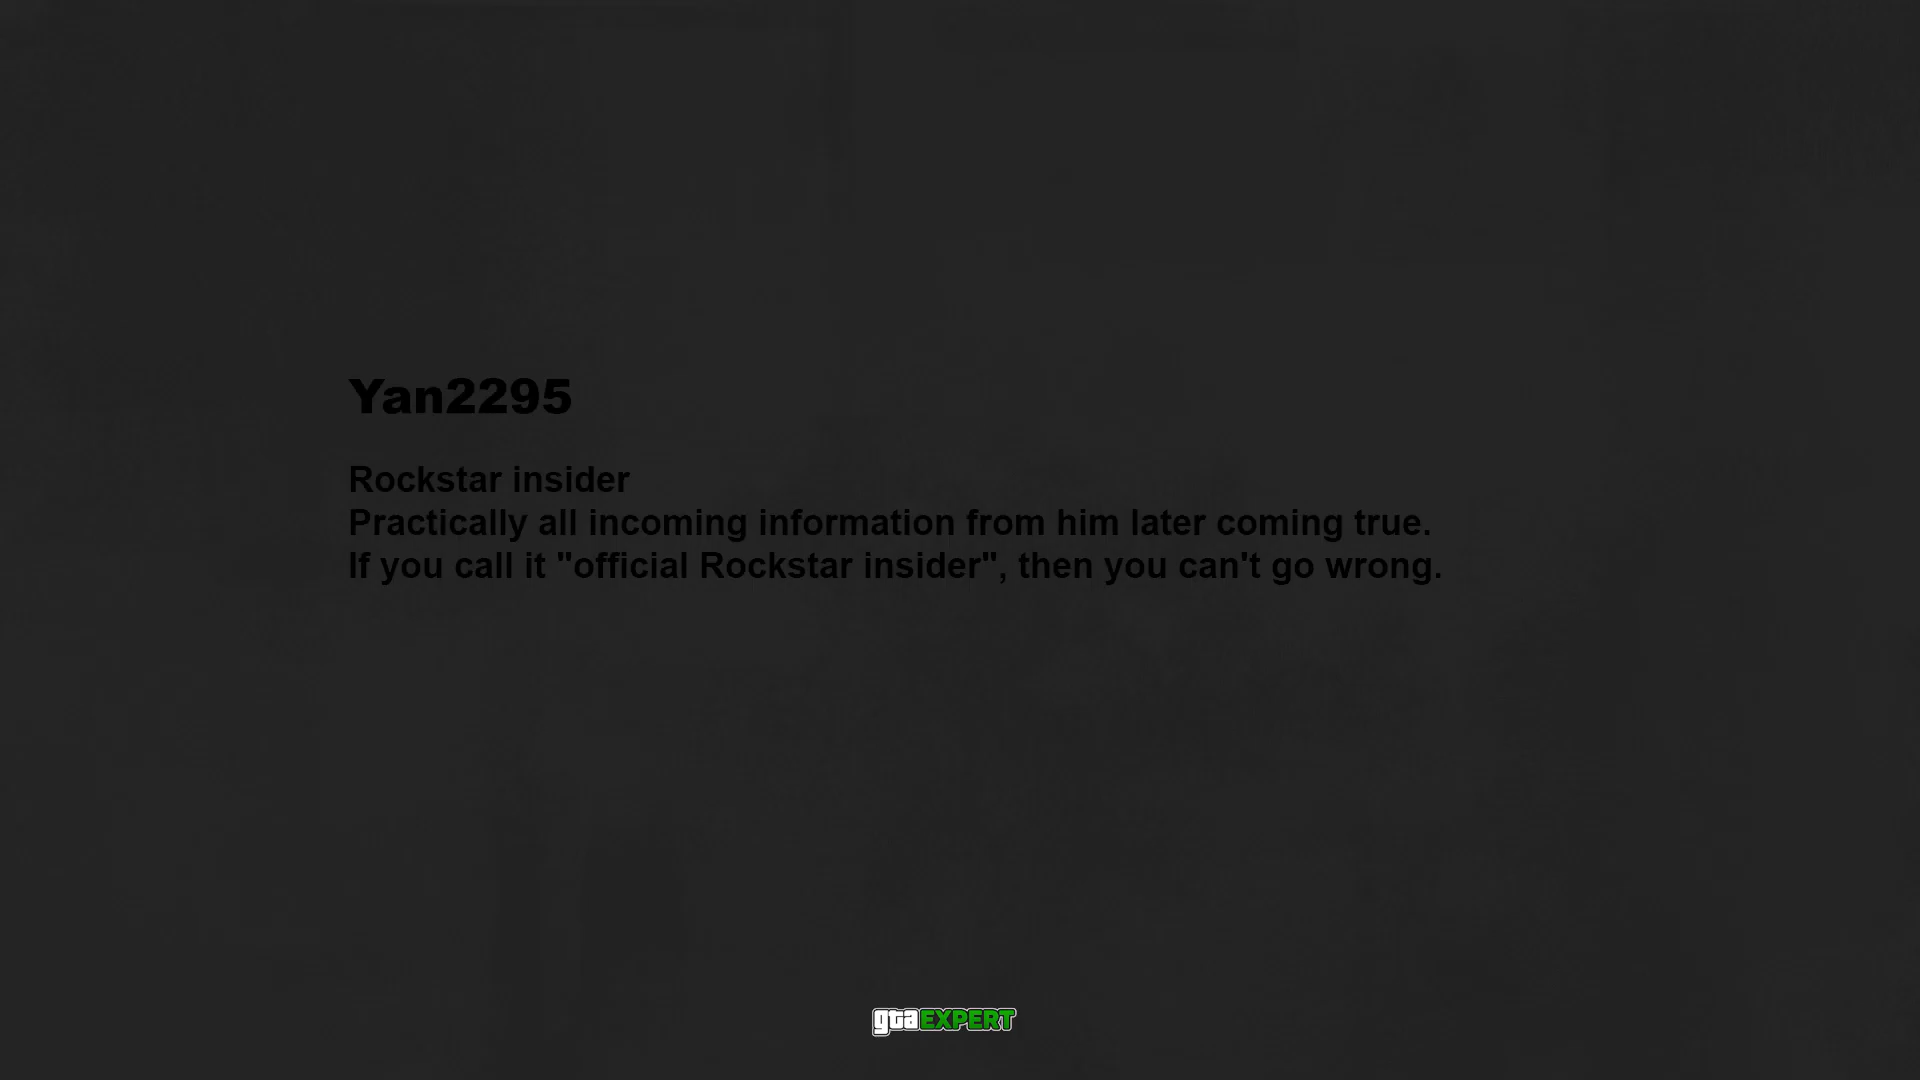 Yan2295
Rockstar insider
Practically all incoming information from him later coming true.
If you call it "official Rockstar insider", then you can't go wrong.
gtaEXPERT